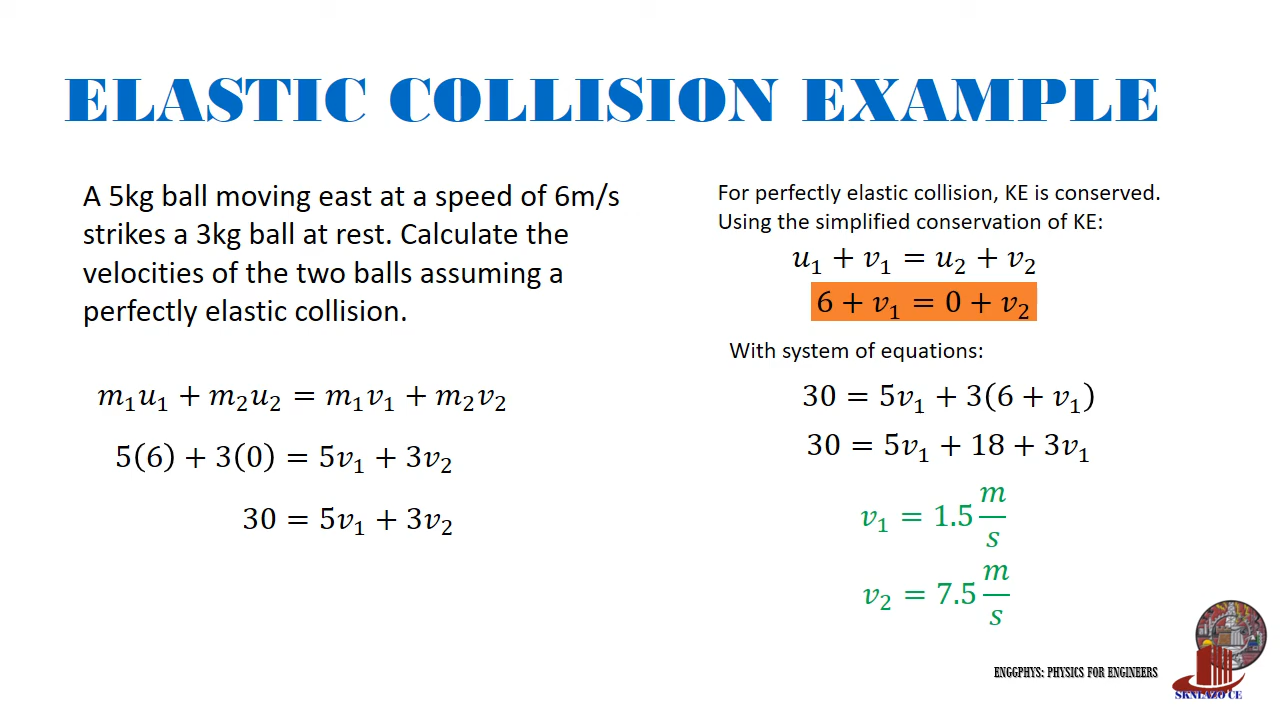 ELASTIC COLLISION EXAMPLE
A 5kg ball moving east at a speed of 6m/s
strikes a 3kg ball at rest. Calculate the
velocities of the two balls assuming a
perfectly elastic collision.
m₁u₁ + m₂u₂ = m₁v₁ + m₂v₂
5(6) + 3(0) = 5v₁ + 3v₂
30 = 5v₁ + 3v₂
For perfectly elastic collision, KE is conserved.
Using the simplified conservation of KE:
u₁ + v₁ = u₂ + v₂
6 + v₁ = 0 + v₂
With system of equations:
30 = 5v₁ + 3(6 + v₁)
30 = 5v₁ + 18 + 3v₁
v₁ = 1.5 m/s
v₂ = 7.5 m/s
ENGGPHYS: PHYSICS FOR ENGINEERS
SKNLAZO CE